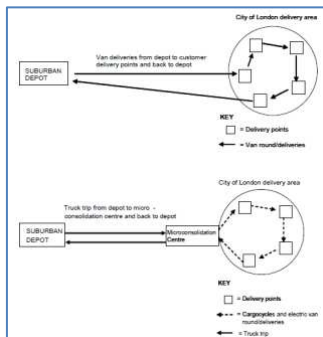 City of London delivery area
Van deliveries from depot to customer
delivery points and back to depot
SUBURBAN
DEPOT
KEY
= Delivery points
= Van round/deliveries
City of London delivery area
Truck trip from depot to micro -
consolidation centre and back to depot
SUBURBAN
DEPOT
Microconsolidation
Centre
KEY
= Delivery points
= Cargocycles and electric van
round/deliveries
= Truck trip